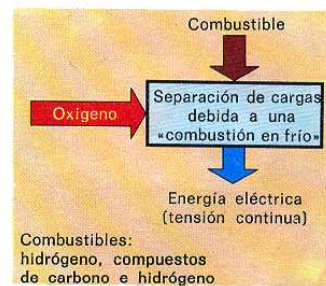 Combustible
Oxígeno
Separación de cargas
debida a una
«combustión en frío»
Energía eléctrica
(tensión continua)
Combustibles:
hidrógeno, compuestos
de carbono e hidrógeno